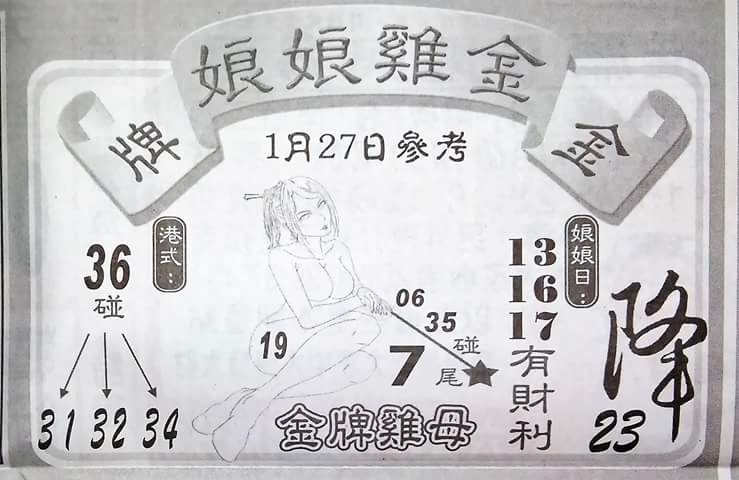 金牌
金雞娘娘
1月27日參考
娘娘日：
13
16
17
有財利
降
23
港式：
36
碰
31 32 34
19
06
35
碰
7尾★
金牌雞母